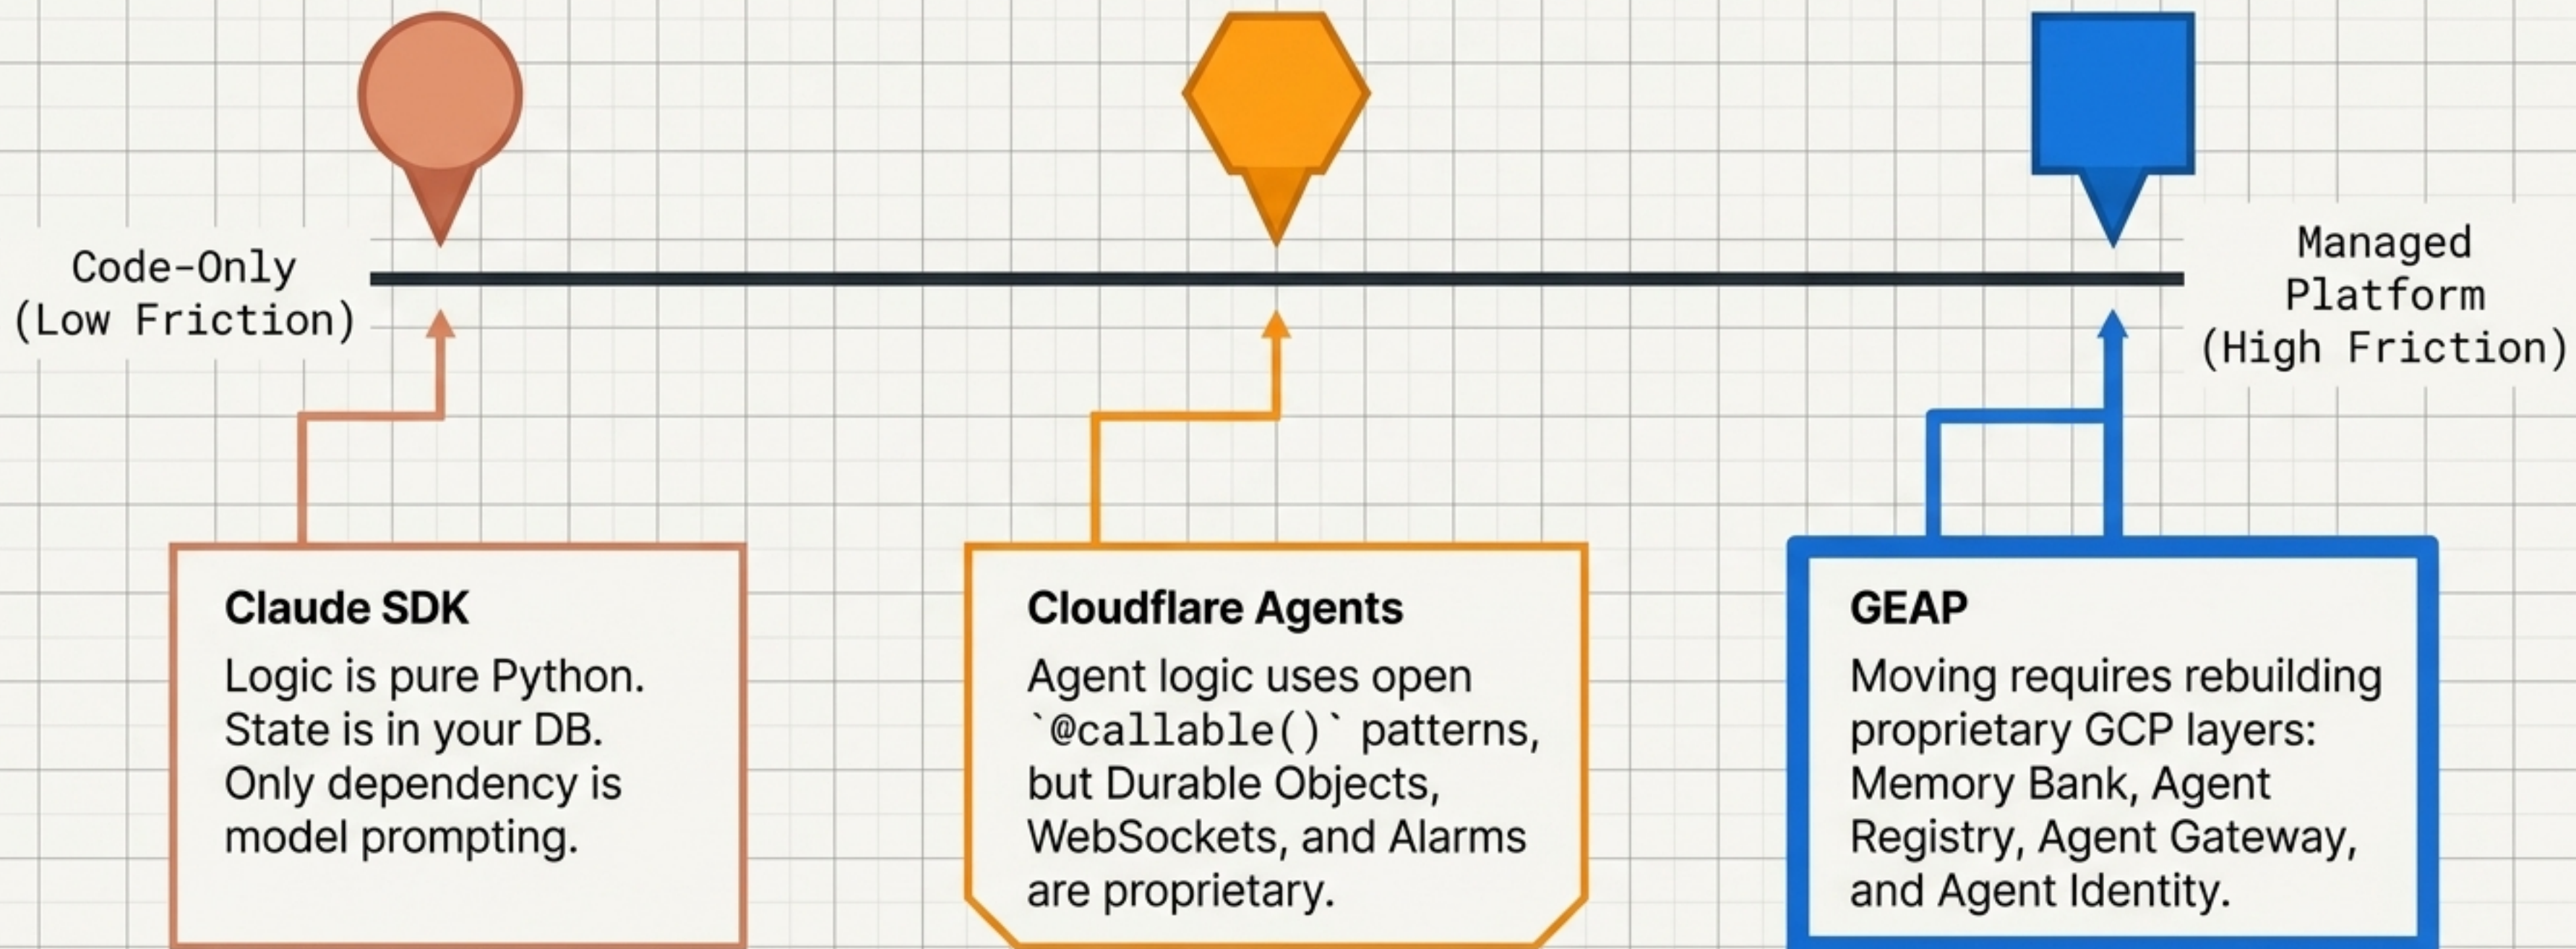 Code-Only
(Low Friction)
Managed
Platform
(High Friction)
Claude SDK
Logic is pure Python.
State is in your DB.
Only dependency is
model prompting.
Cloudflare Agents
Agent logic uses open
`@callable()` patterns,
but Durable Objects,
WebSockets, and Alarms
are proprietary.
GEAP
Moving requires rebuilding
proprietary GCP layers:
Memory Bank, Agent
Registry, Agent Gateway,
and Agent Identity.